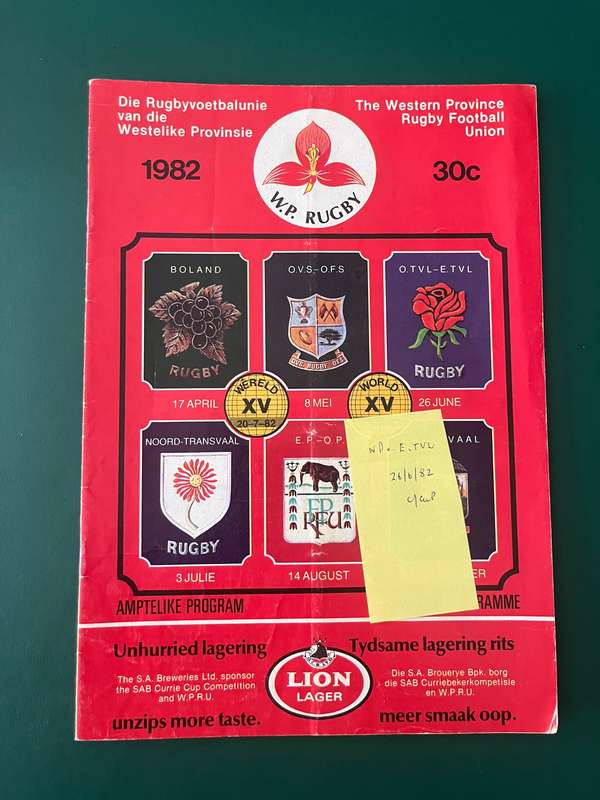 Die Rugbyvoetbalunie
van die
Westelike Provinsie
The Western Province
Rugby Football
Union
1982
30c
W.P. RUGBY
BOLAND
RUGBY
17 APRIL
O.V.S–O.F.S
8 MEI
O.TVL–E.TVL
RUGBY
26 JUNE
WÊRELD
XV
20-7-82
WORLD
XV
NOORD-TRANSVAAL
RUGBY
3 JULIE
E.P.–O.P.
EP
RFU
14 AUGUST
VAAL
ER
W.P. v E.TVL
26/6/82
AMPTELIKE PROGRAM
RAMME
Unhurried lagering
The S.A. Breweries Ltd. sponsor
the SAB Currie Cup Competition
and W.P.R.U.
unzips more taste.
LION
LAGER
Tydsame lagering rits
Die S.A. Brouerye Bpk. borg
die SAB Curriebekerkompetisie
en W.P.R.U.
meer smaak oop.